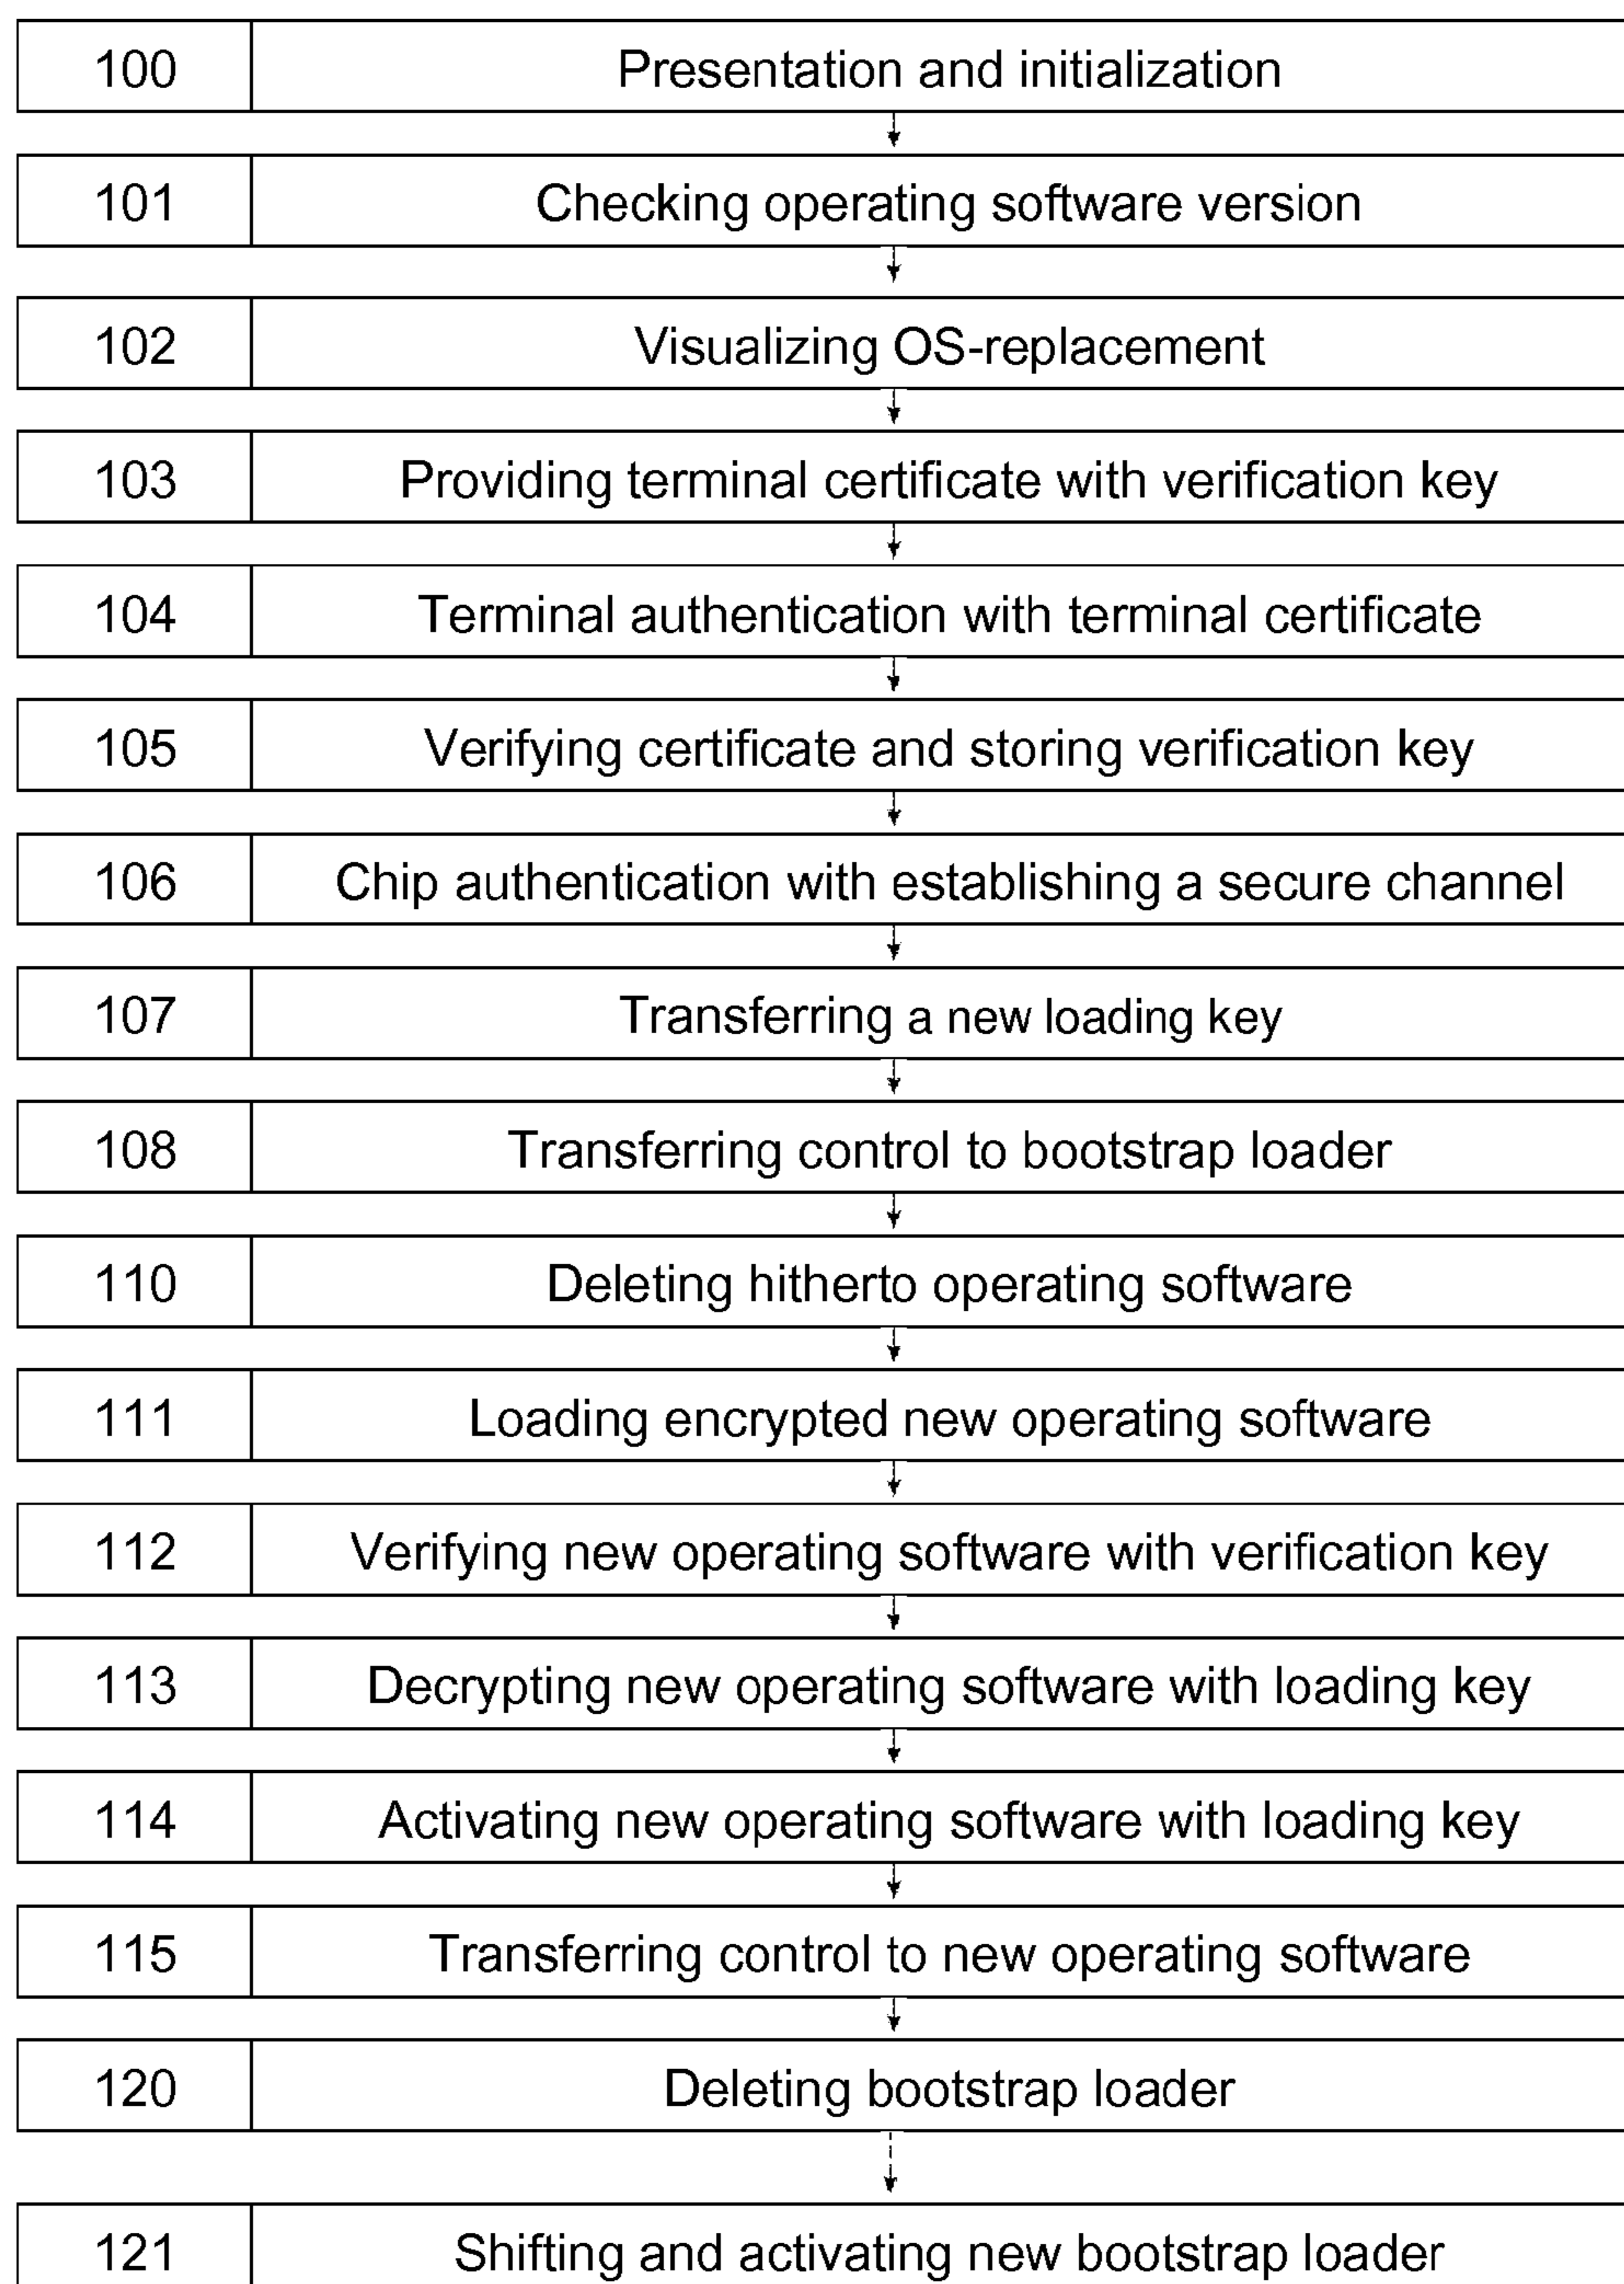 100 Presentation and initialization
101 Checking operating software version
102 Visualizing OS-replacement
103 Providing terminal certificate with verification key
104 Terminal authentication with terminal certificate
105 Verifying certificate and storing verification key
106 Chip authentication with establishing a secure channel
107 Transferring a new loading key
108 Transferring control to bootstrap loader
110 Deleting hitherto operating software
111 Loading encrypted new operating software
112 Verifying new operating software with verification key
113 Decrypting new operating software with loading key
114 Activating new operating software with loading key
115 Transferring control to new operating software
120 Deleting bootstrap loader
121 Shifting and activating new bootstrap loader